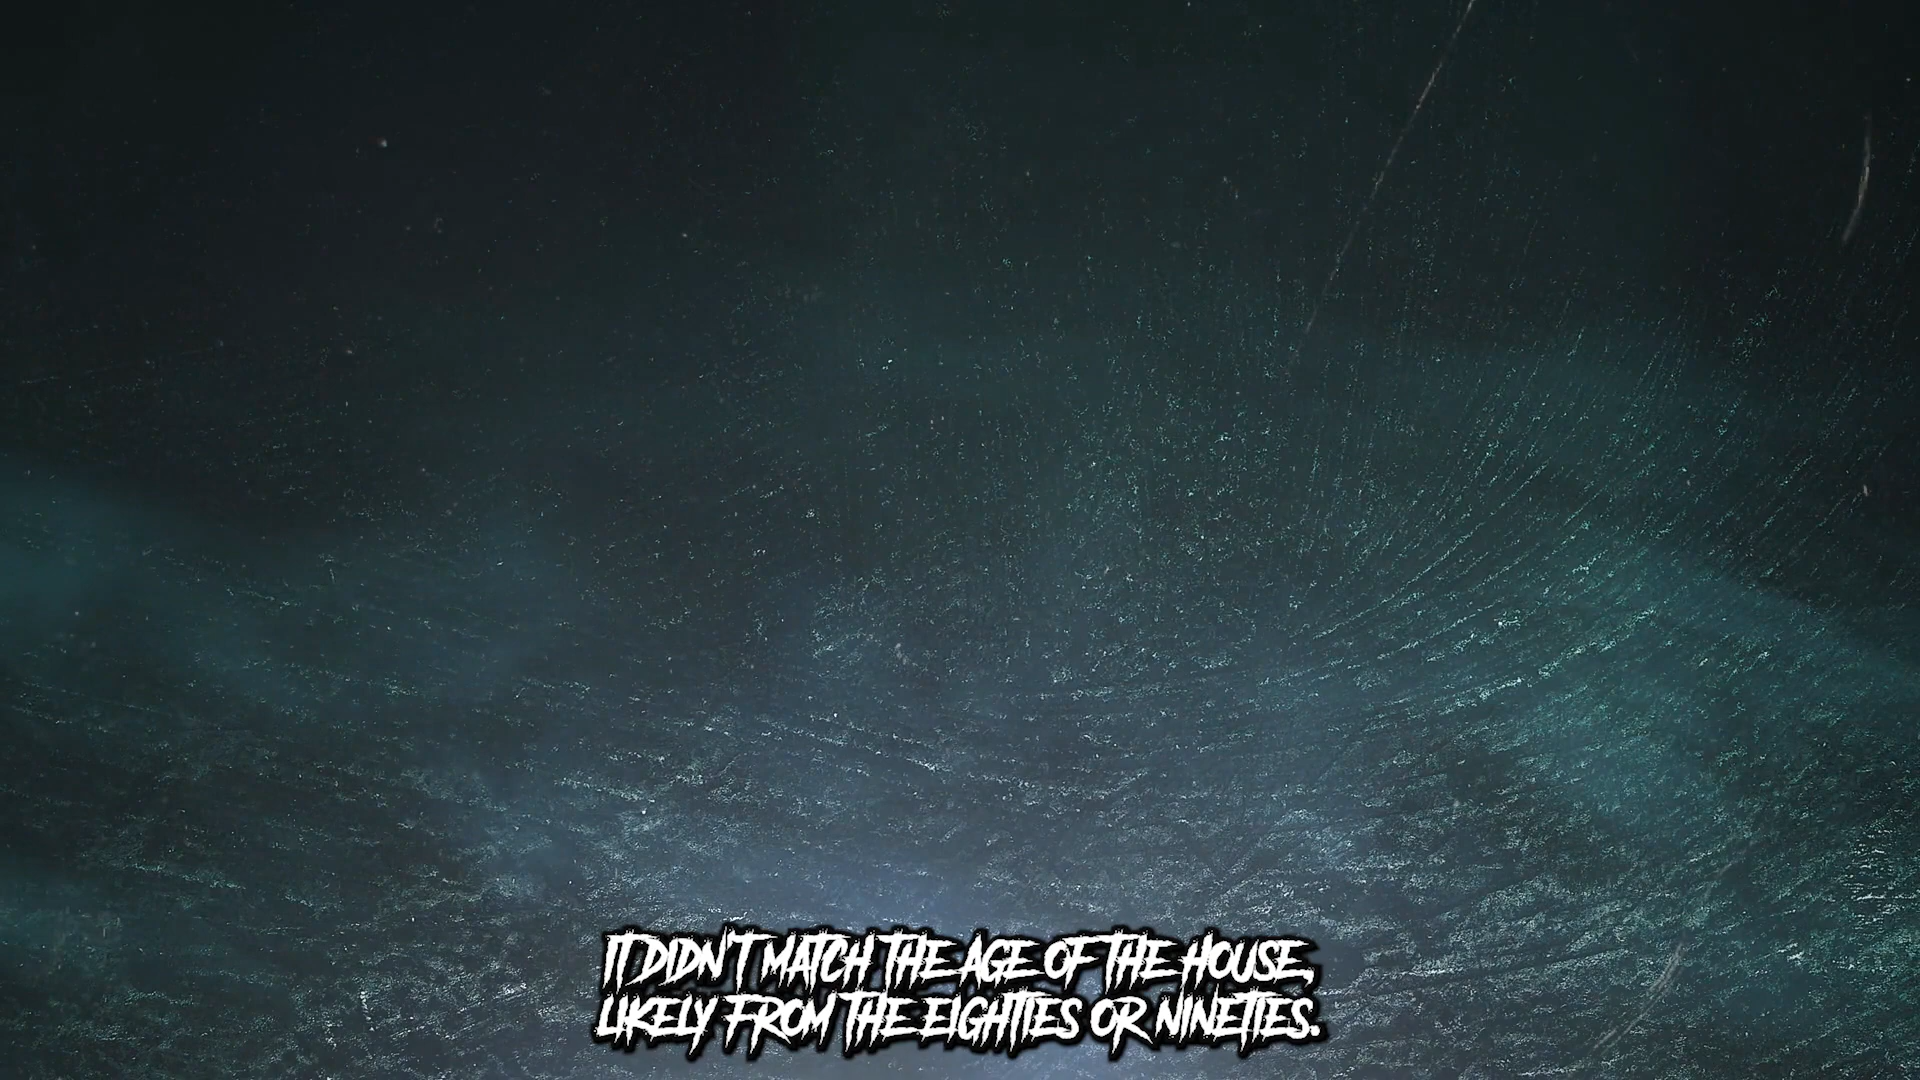 IT DIDN'T MATCH THE AGE OF THE HOUSE,
LIKELY FROM THE EIGHTIES OR NINETIES.